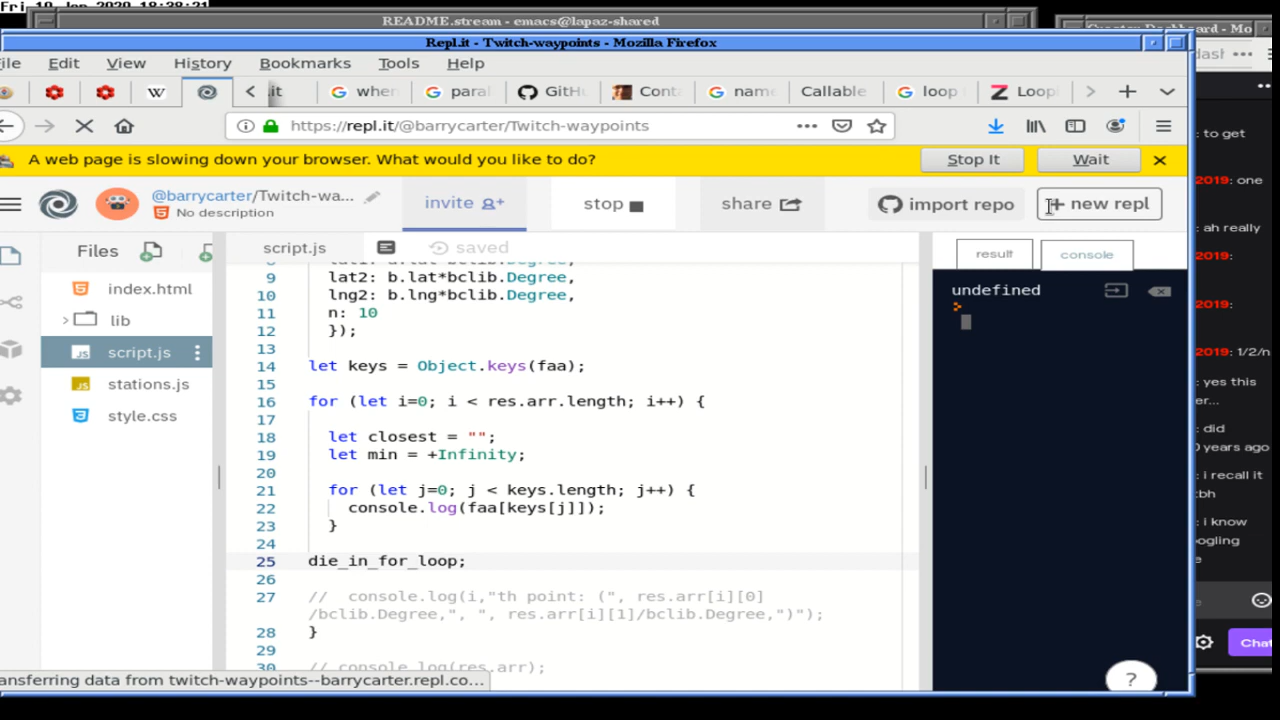 Fri 10 Jan 2020 18:38:21
README.stream - emacs@lapaz-shared
Repl.it - Twitch-waypoints - Mozilla Firefox
Edit View History Bookmarks Tools Help
W .it when paral GitHu Conta name Callable loop Loop
https://repl.it/@barrycarter/Twitch-waypoints
A web page is slowing down your browser. What would you like to do? Stop It Wait
@barrycarter/Twitch-wa...
No description
invite stop share import repo + new repl
Files script.js saved result console
index.html
lib
script.js
stations.js
style.css
9 lat2: b.lat*bclib.Degree,
10 lng2: b.lng*bclib.Degree,
11 n: 10
12 });
13
14 let keys = Object.keys(faa);
15
16 for (let i=0; i < res.arr.length; i++) {
17
18 let closest = "";
19 let min = +Infinity;
20
21 for (let j=0; j < keys.length; j++) {
22 console.log(faa[keys[j]]);
23 }
24
25 die_in_for_loop;
26
27 // console.log(i,"th point: (", res.arr[i][0]
/bclib.Degree,", ", res.arr[i][1]/bclib.Degree,")");
28 }
29
30 // console.log(res.arr);
undefined
>
ansferring data from twitch-waypoints--barrycarter.repl.co...
?
: to get
2019: one
: ah really
2019:
2019:
2019: 1/2/n
: yes this
er...
: did
0 years ago
: i recall it
: i know
ogling
Chat